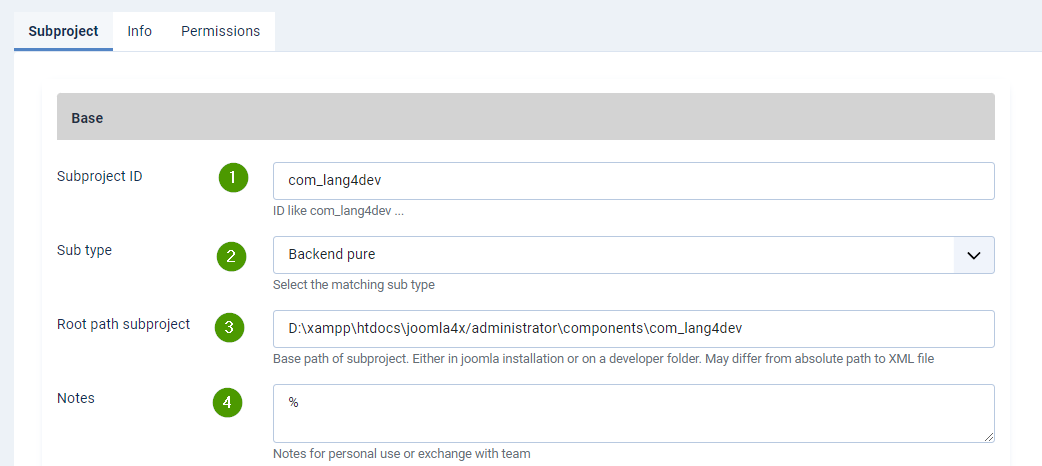 Subproject Info Permissions
Base
Subproject ID 1 com_lang4dev
ID like com_lang4dev ...
Sub type 2 Backend pure
Select the matching sub type
Root path subproject 3 D:\xampp\htdocs\joomla4x/administrator\components\com_lang4dev
Base path of subproject. Either in joomla installation or on a developer folder. May differ from absolute path to XML file
Notes 4 %
Notes for personal use or exchange with team